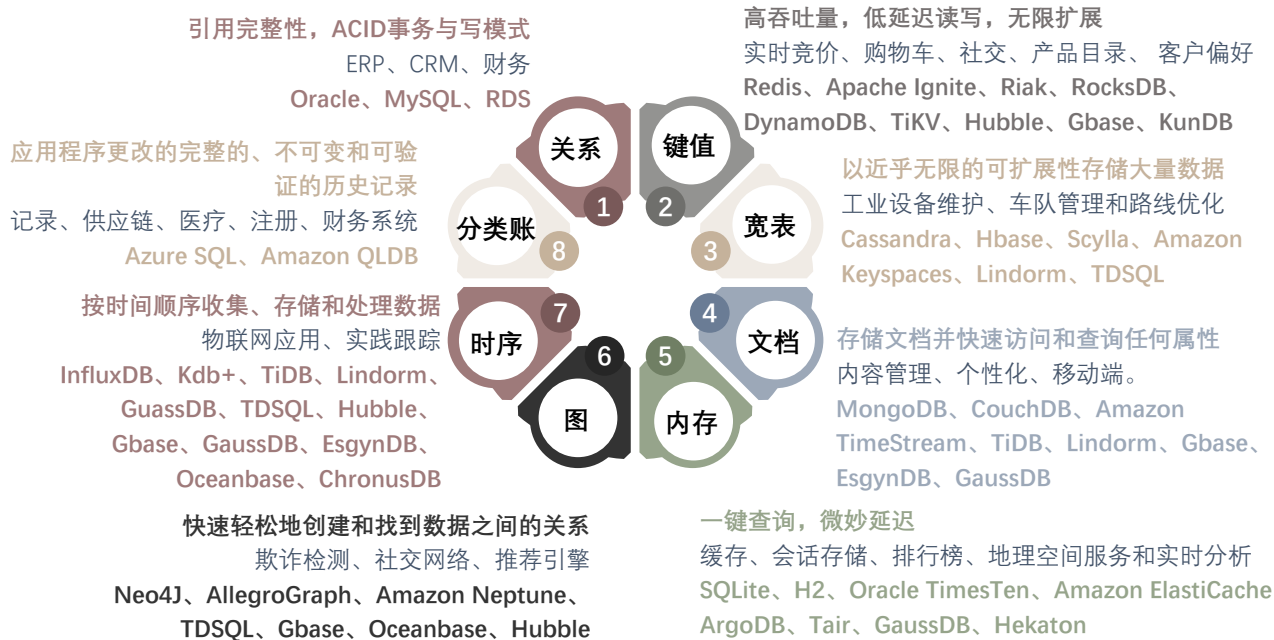 引用完整性，ACID事务与写模式
ERP、CRM、财务
Oracle、MySQL、RDS
关系
1
高吞吐量，低延迟读写，无限扩展
实时竞价、购物车、社交、产品目录、 客户偏好
Redis、Apache Ignite、Riak、RocksDB、
DynamoDB、TiKV、Hubble、Gbase、KunDB
键值
2
以近乎无限的可扩展性存储大量数据
工业设备维护、车队管理和路线优化
Cassandra、Hbase、Scylla、Amazon
Keyspaces、Lindorm、TDSQL
宽表
3
存储文档并快速访问和查询任何属性
内容管理、个性化、移动端。
MongoDB、CouchDB、Amazon
TimeStream、TiDB、Lindorm、Gbase、
EsgynDB、GaussDB
文档
4
一键查询，微妙延迟
缓存、会话存储、排行榜、地理空间服务和实时分析
SQLite、H2、Oracle TimesTen、Amazon ElastiCache
ArgoDB、Tair、GaussDB、Hekaton
内存
5
快速轻松地创建和找到数据之间的关系
欺诈检测、社交网络、推荐引擎
Neo4J、AllegroGraph、Amazon Neptune、
TDSQL、Gbase、Oceanbase、Hubble
图
6
按时间顺序收集、存储和处理数据
物联网应用、实践跟踪
InfluxDB、Kdb+、TiDB、Lindorm、
GuassDB、TDSQL、Hubble、
Gbase、GaussDB、EsgynDB、
Oceanbase、ChronusDB
时序
7
应用程序更改的完整的、不可变和可验
证的历史记录
记录、供应链、医疗、注册、财务系统
Azure SQL、Amazon QLDB
分类账
8